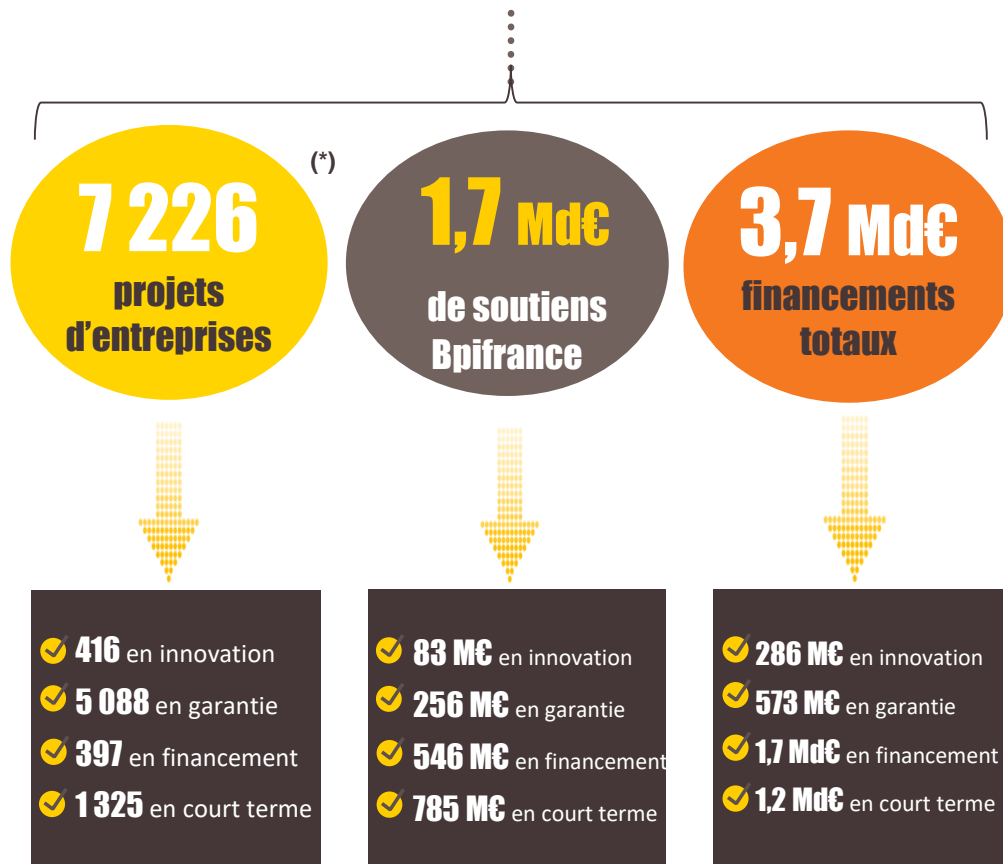 7 226
projets
d’entreprises
(*)
1,7 Md€
de soutiens
Bpifrance
3,7 Md€
financements
totaux
416 en innovation
5 088 en garantie
397 en financement
1 325 en court terme
83 M€ en innovation
256 M€ en garantie
546 M€ en financement
785 M€ en court terme
286 M€ en innovation
573 M€ en garantie
1,7 Md€ en financement
1,2 Md€ en court terme